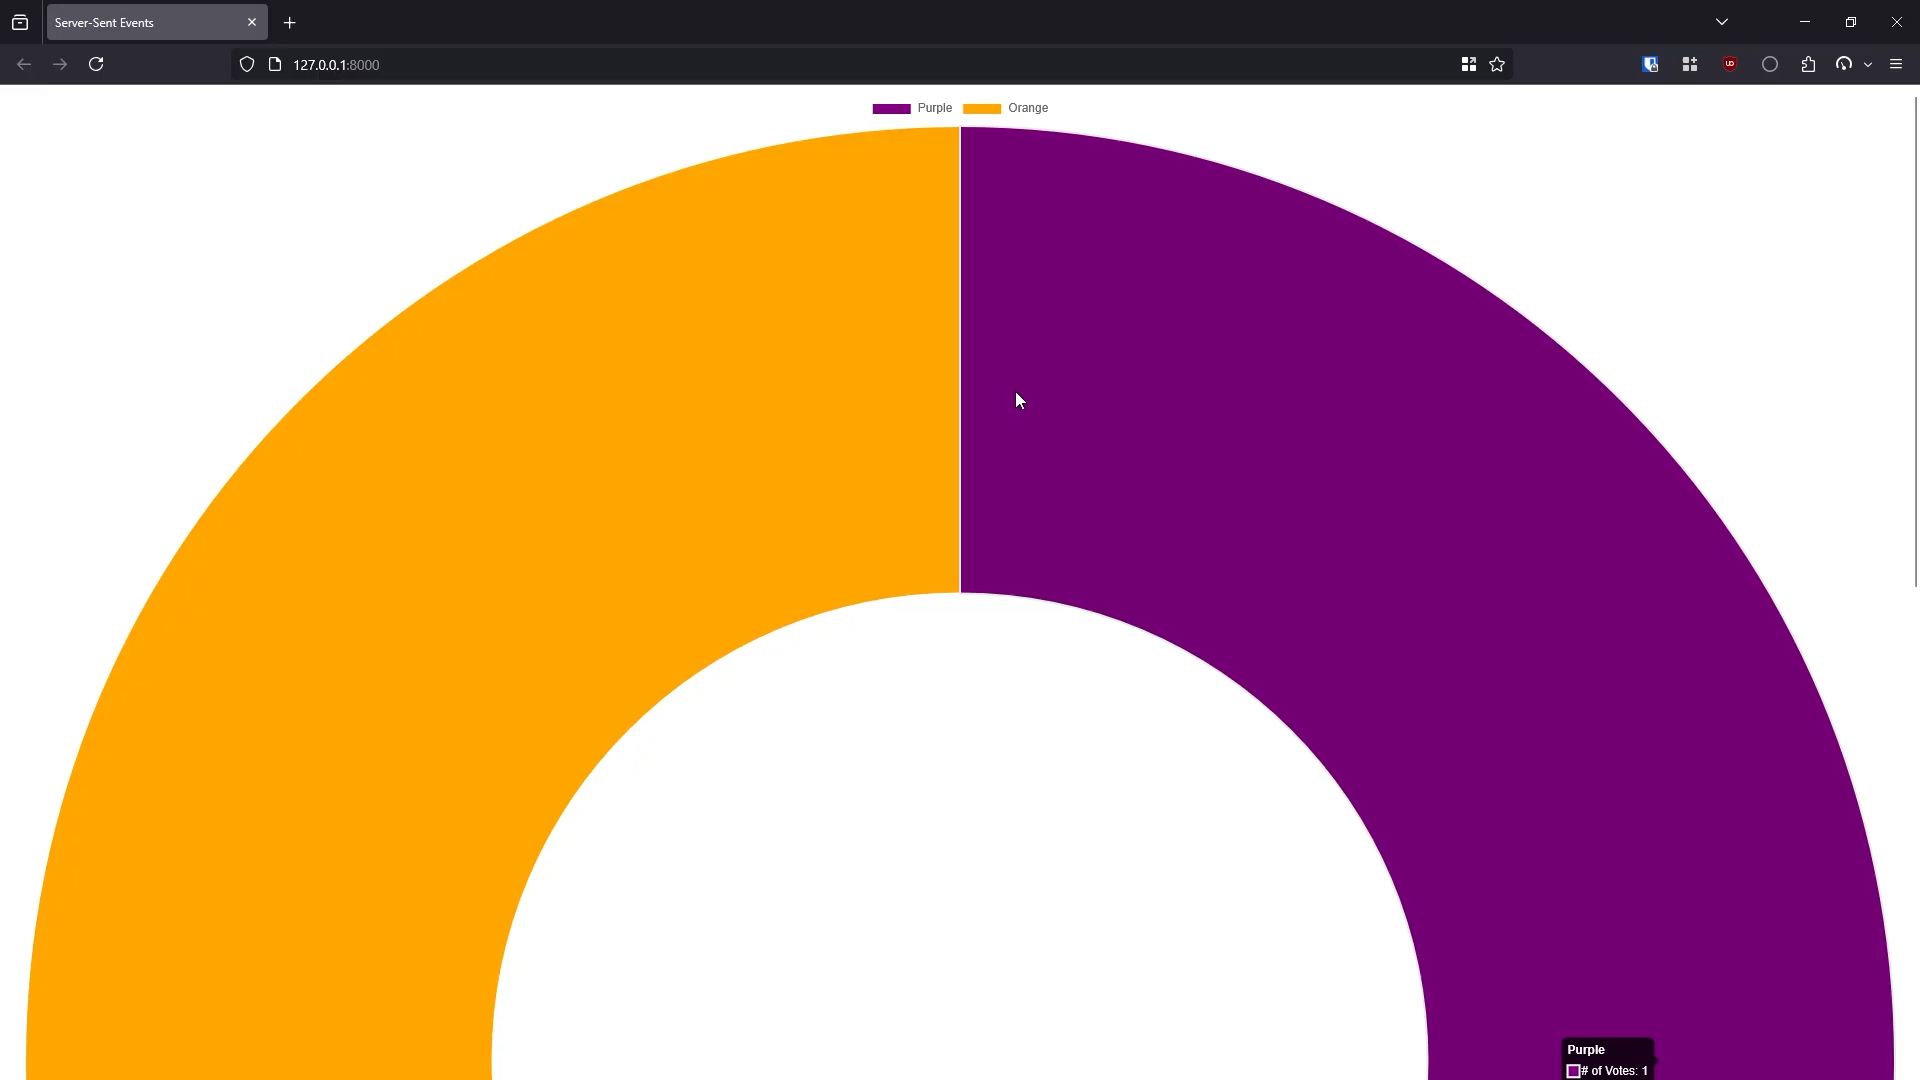 Server-Sent Events
127.0.0.1:8000
Purple Orange
Purple
# of Votes: 1